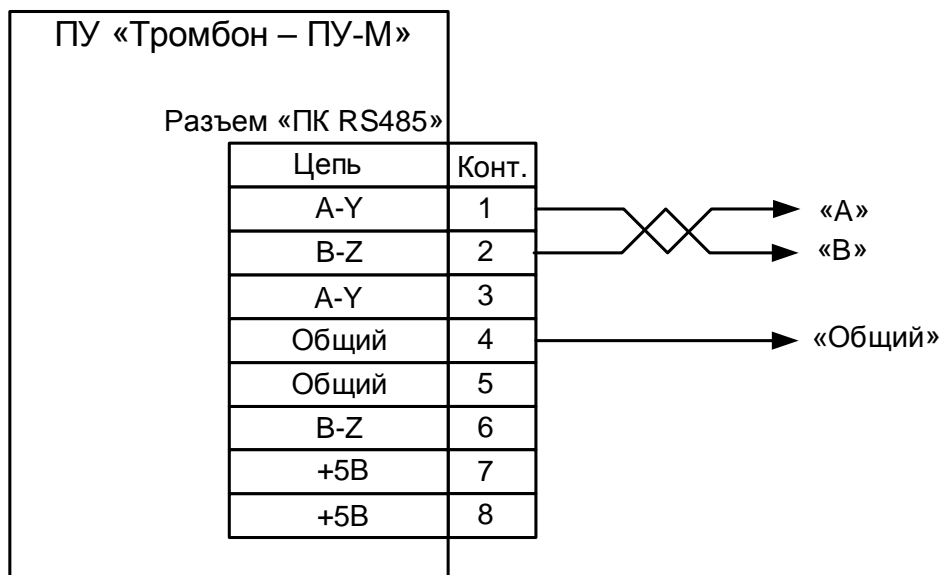 ПУ «Тромбон – ПУ-М»
Разъем «ПК RS485»
Цепь Конт.
A-Y 1 «А»
B-Z 2 «В»
A-Y 3
Общий 4 «Общий»
Общий 5
B-Z 6
+5В 7
+5В 8